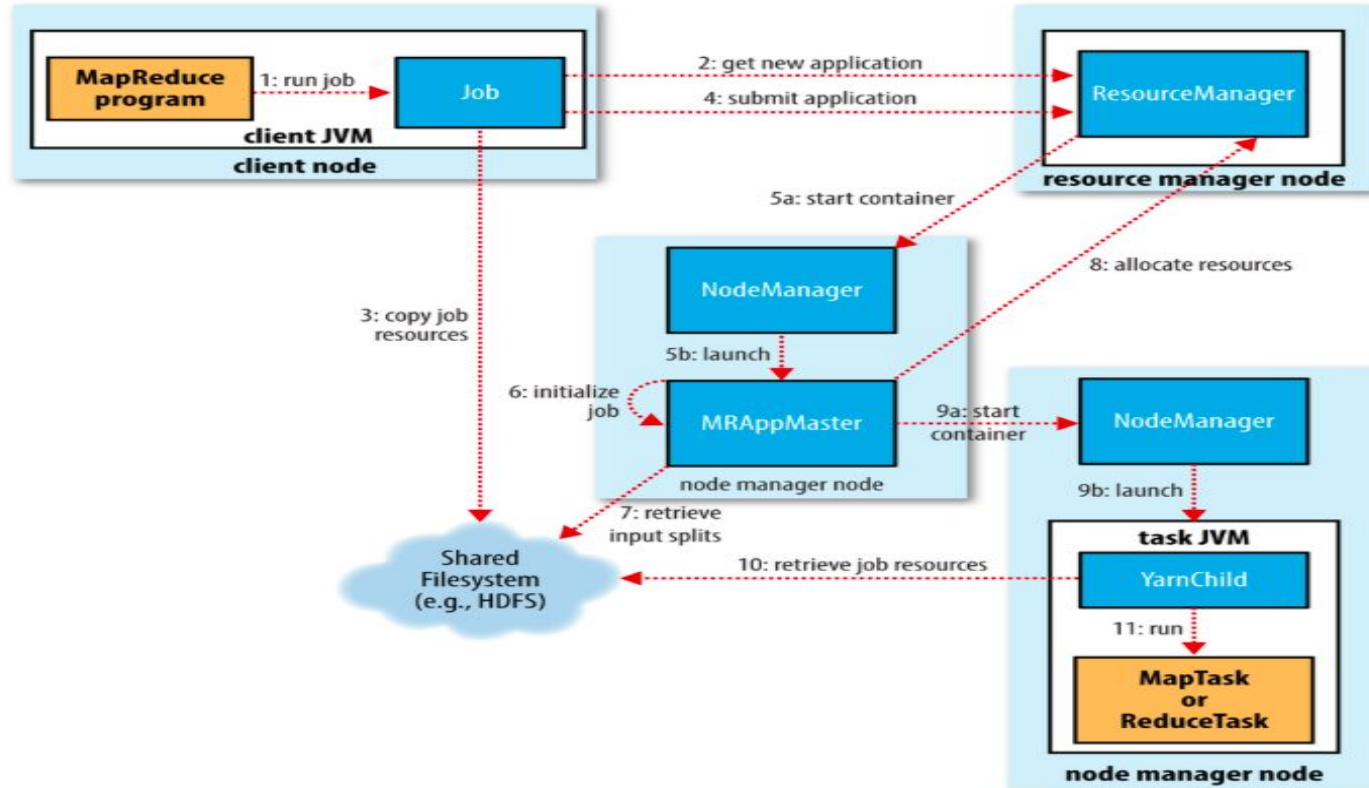 MapReduce
program
1: run job
Job
client JVM
client node
2: get new application
4: submit application
ResourceManager
resource manager node
5a: start container
8: allocate resources
3: copy job
resources
NodeManager
5b: launch
6: initialize
job
MRAppMaster
node manager node
9a: start
container
NodeManager
9b: launch
7: retrieve
input splits
Shared
Filesystem
(e.g., HDFS)
10: retrieve job resources
task JVM
YarnChild
11: run
MapTask
or
ReduceTask
node manager node